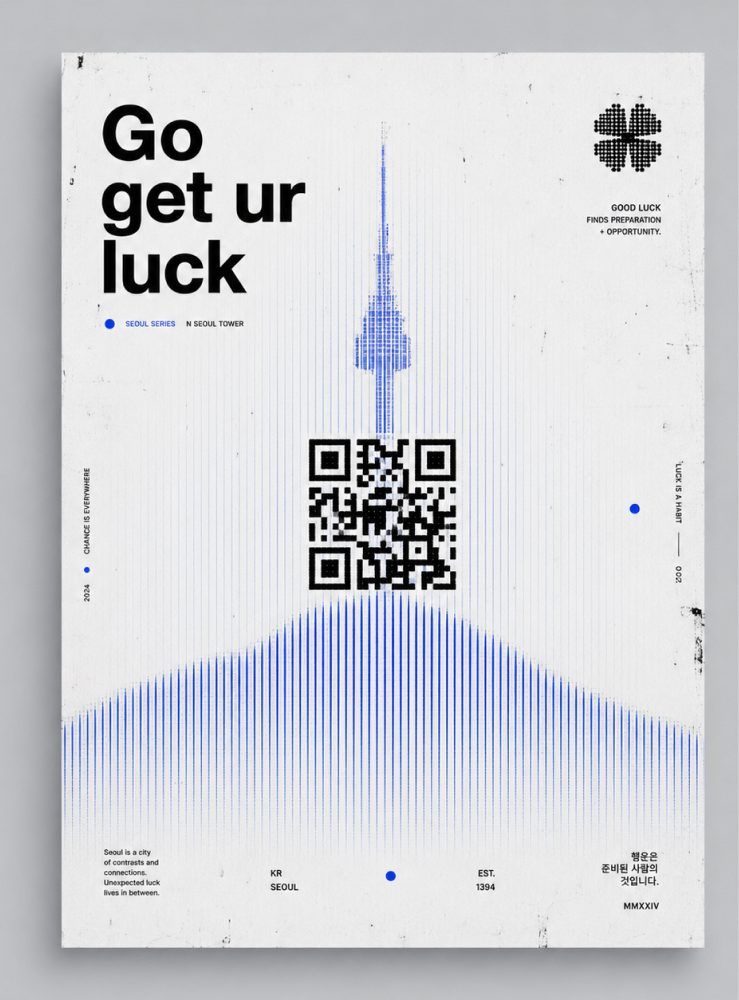 Go
get ur
luck
SEOUL SERIES N SEOUL TOWER
GOOD LUCK
FINDS PREPARATION
+ OPPORTUNITY.
2024 CHANCE IS EVERYWHERE
LUCK IS A HABIT 002
Seoul is a city
of contrasts and
connections.
Unexpected luck
lives in between.
KR
SEOUL
EST.
1394
행운은
준비된 사람의
것입니다.
MMXXIV